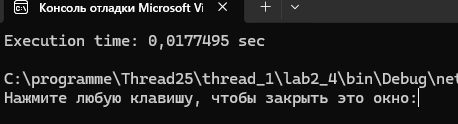 Консоль отладки Microsoft Vi
Execution time: 0,0177495 sec
C:\programme\Thread25\thread_1\lab2_4\bin\Debug\net
Нажмите любую клавишу, чтобы закрыть это окно: